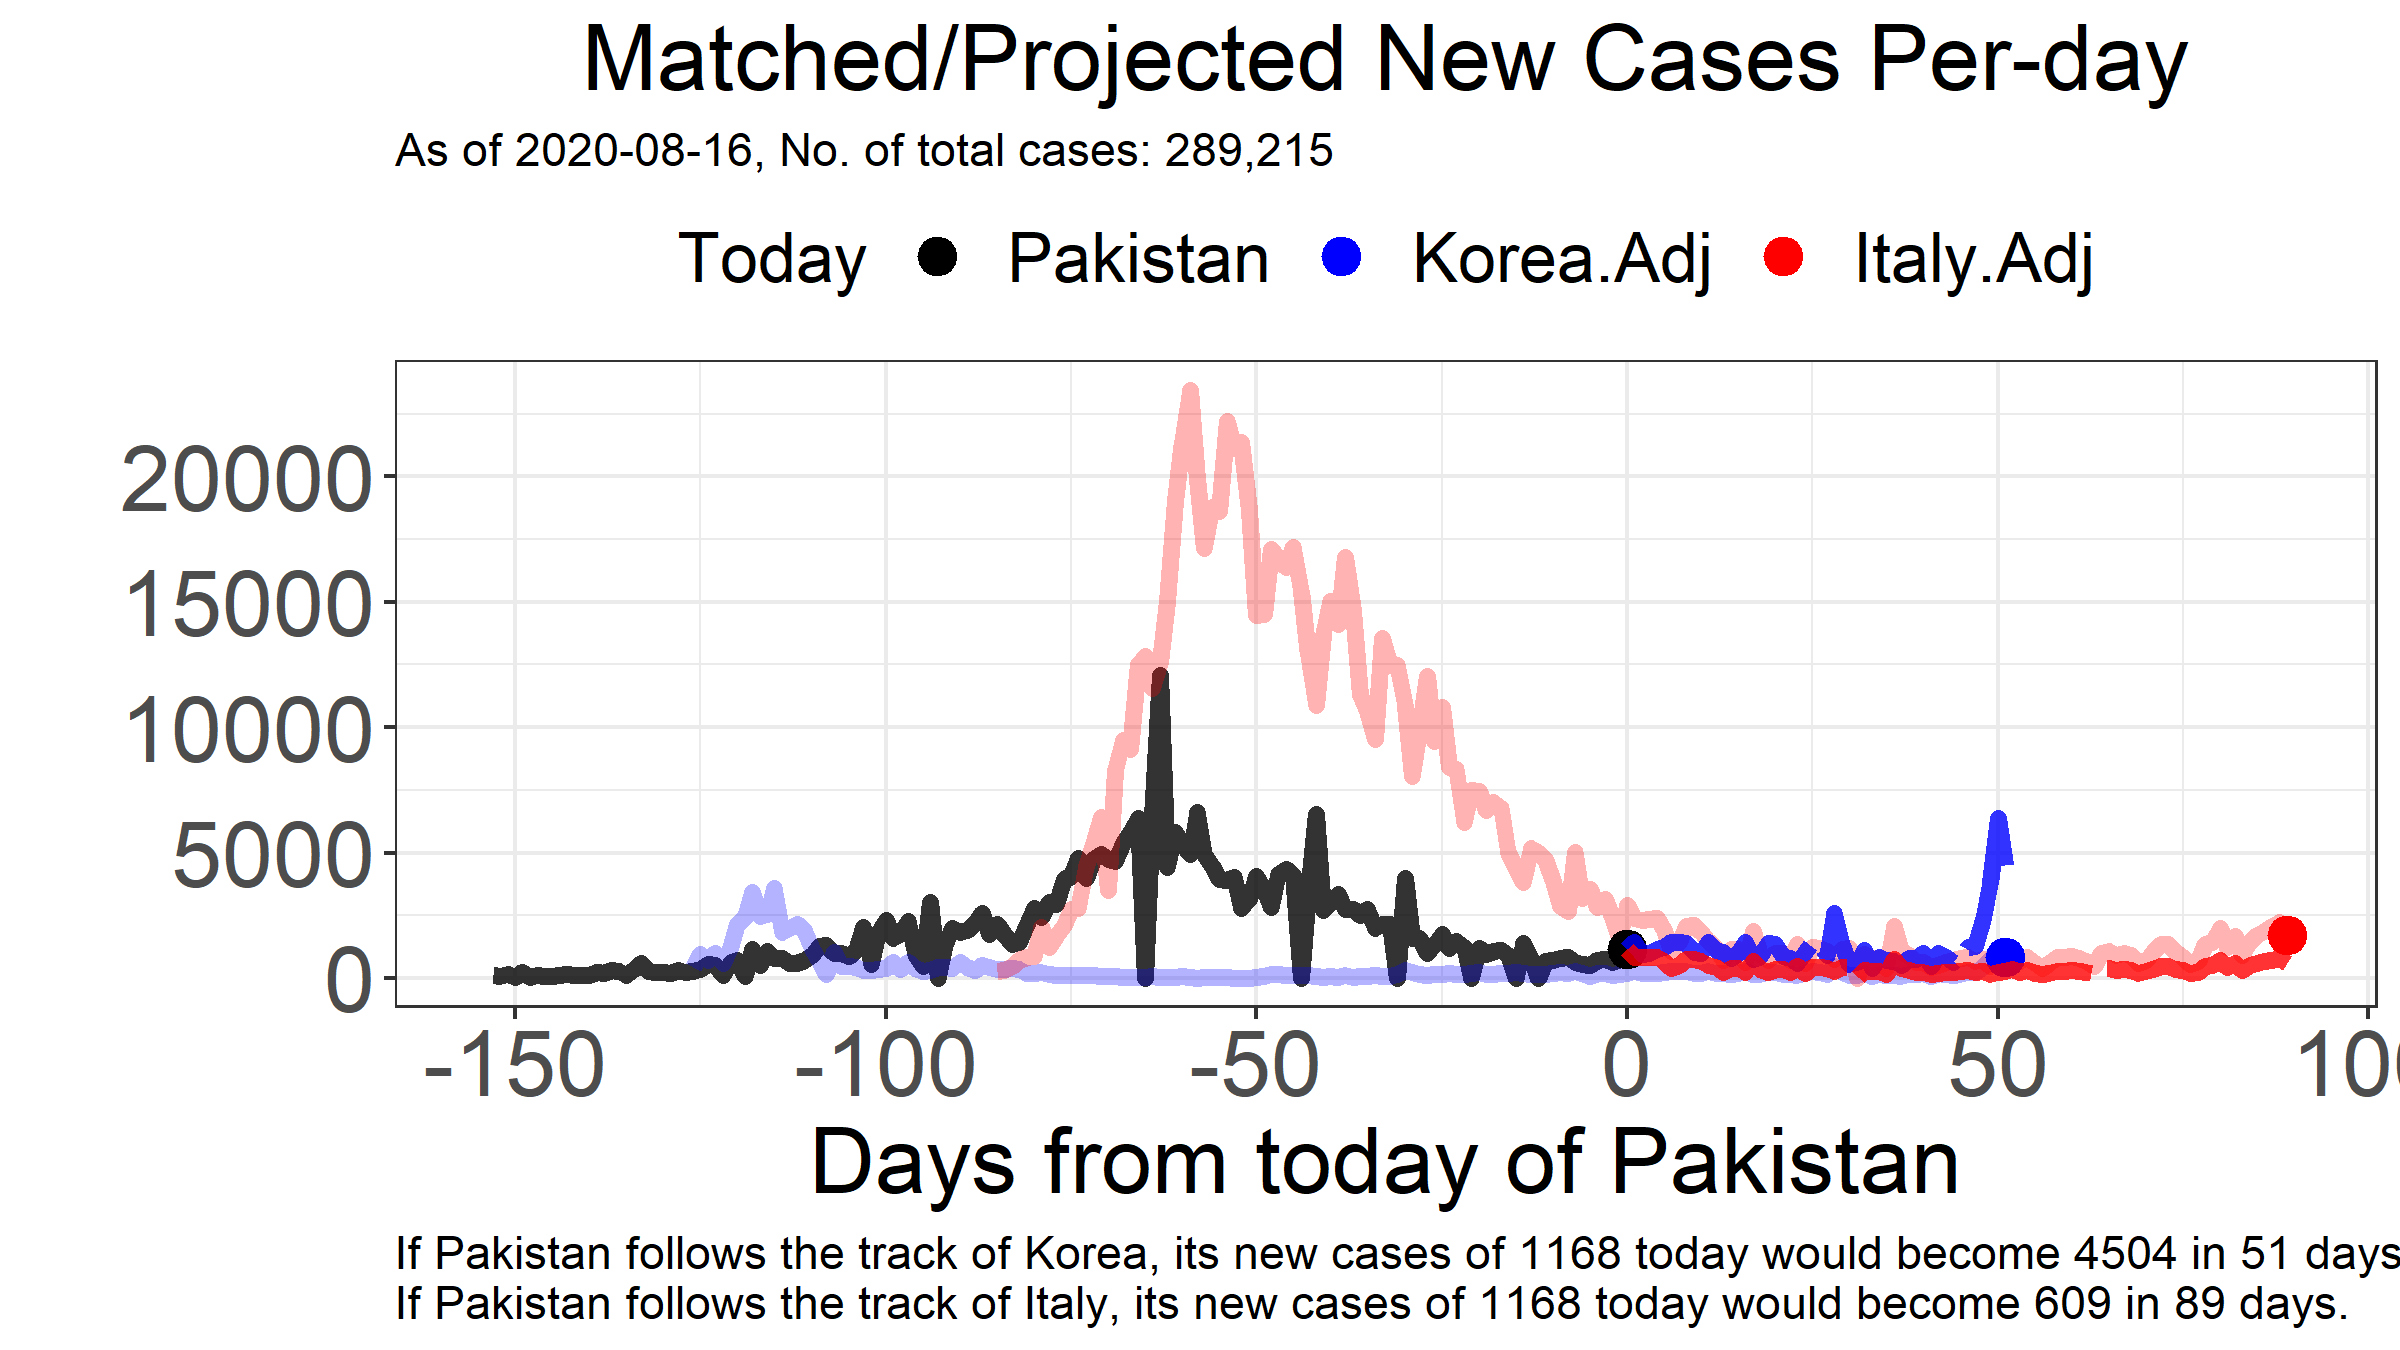 Matched/Projected New Cases Per-day
As of 2020-08-16, No. of total cases: 289,215
Today Pakistan Korea.Adj Italy.Adj
20000
15000
10000
5000
0
-150 -100 -50 0 50 100
Days from today of Pakistan
If Pakistan follows the track of Korea, its new cases of 1168 today would become 4504 in 51 days
If Pakistan follows the track of Italy, its new cases of 1168 today would become 609 in 89 days.